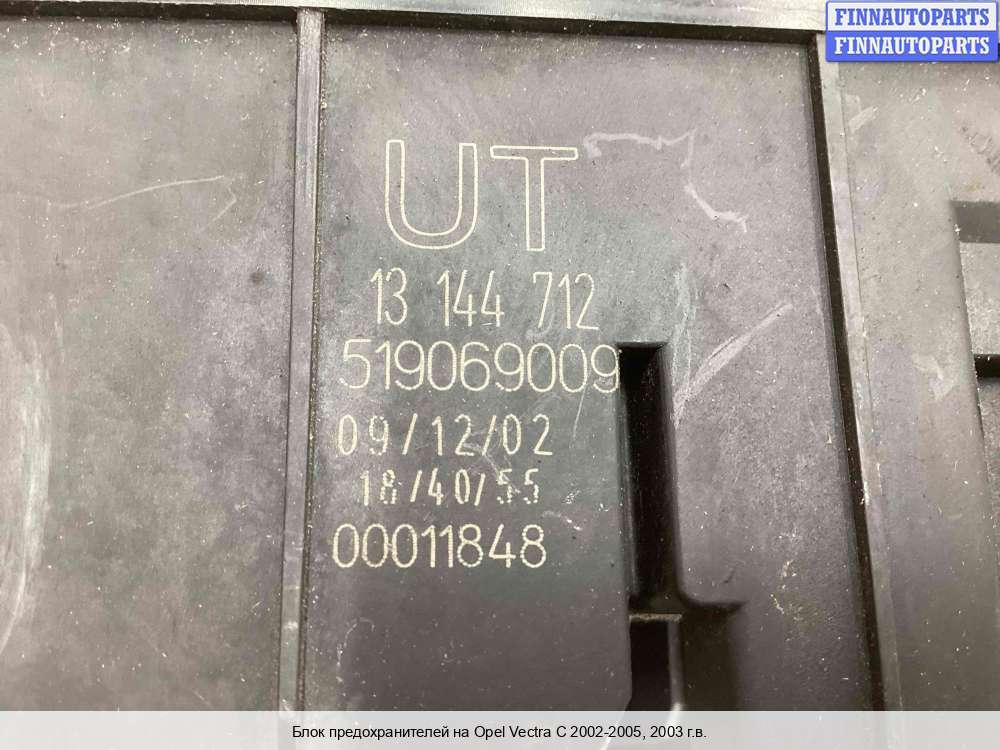 FINNAUTOPARTS
FINNAUTOPARTS
UT
13 144 712
519069009
09/12/02
18/40/55
00011848
Блок предохранителей на Opel Vectra C 2002-2005, 2003 г.в.